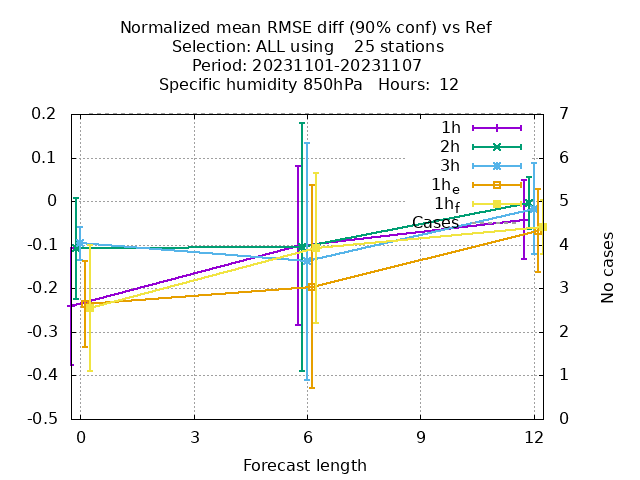 Normalized mean RMSE diff (90% conf) vs Ref
Selection: ALL using    25 stations
Period: 20231101-20231107
Specific humidity 850hPa   Hours:  12
0.2
0.1
0
-0.1
-0.2
-0.3
-0.4
-0.5
7
6
5
4
3
2
1
0
1h
2h
3h
1he
1hf
Cases
No cases
0 3 6 9 12
Forecast length